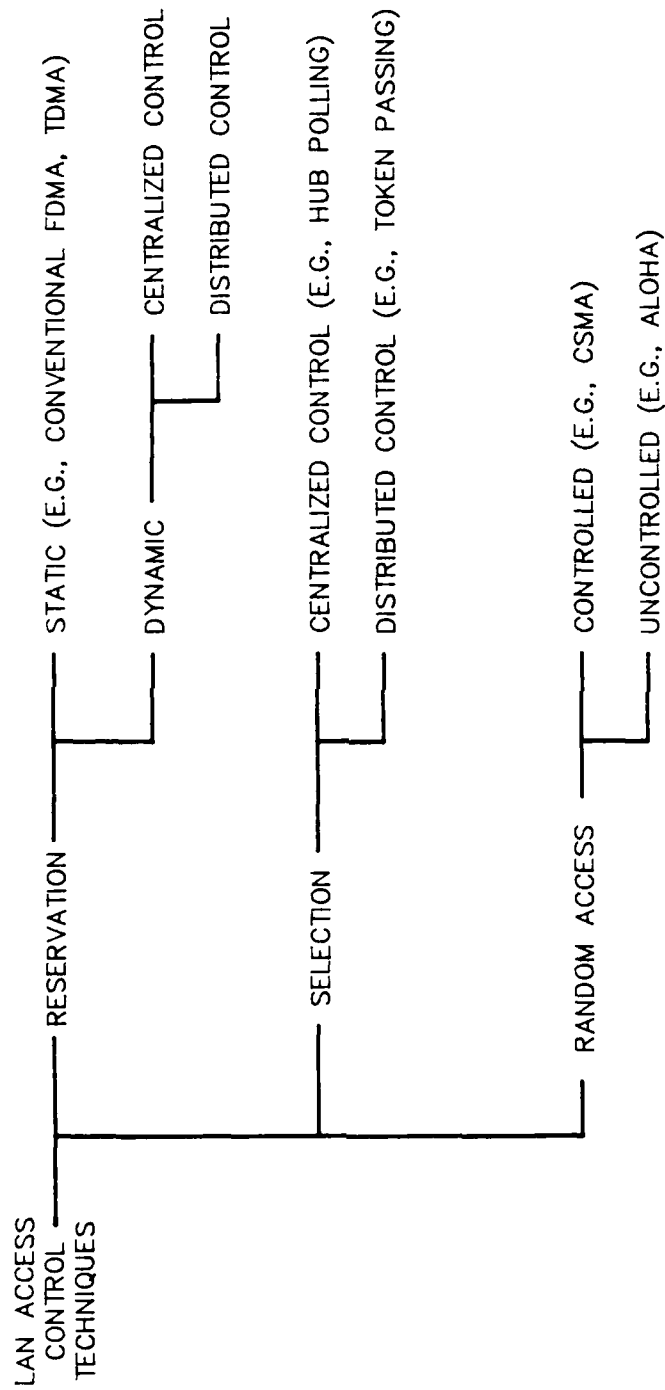 LAN ACCESS
CONTROL
TECHNIQUES
RESERVATION
STATIC (E.G., CONVENTIONAL FDMA, TDMA)
DYNAMIC
CENTRALIZED CONTROL
DISTRIBUTED CONTROL
SELECTION
CENTRALIZED CONTROL (E.G., HUB POLLING)
DISTRIBUTED CONTROL (E.G., TOKEN PASSING)
RANDOM ACCESS
CONTROLLED (E.G., CSMA)
UNCONTROLLED (E.G., ALOHA)